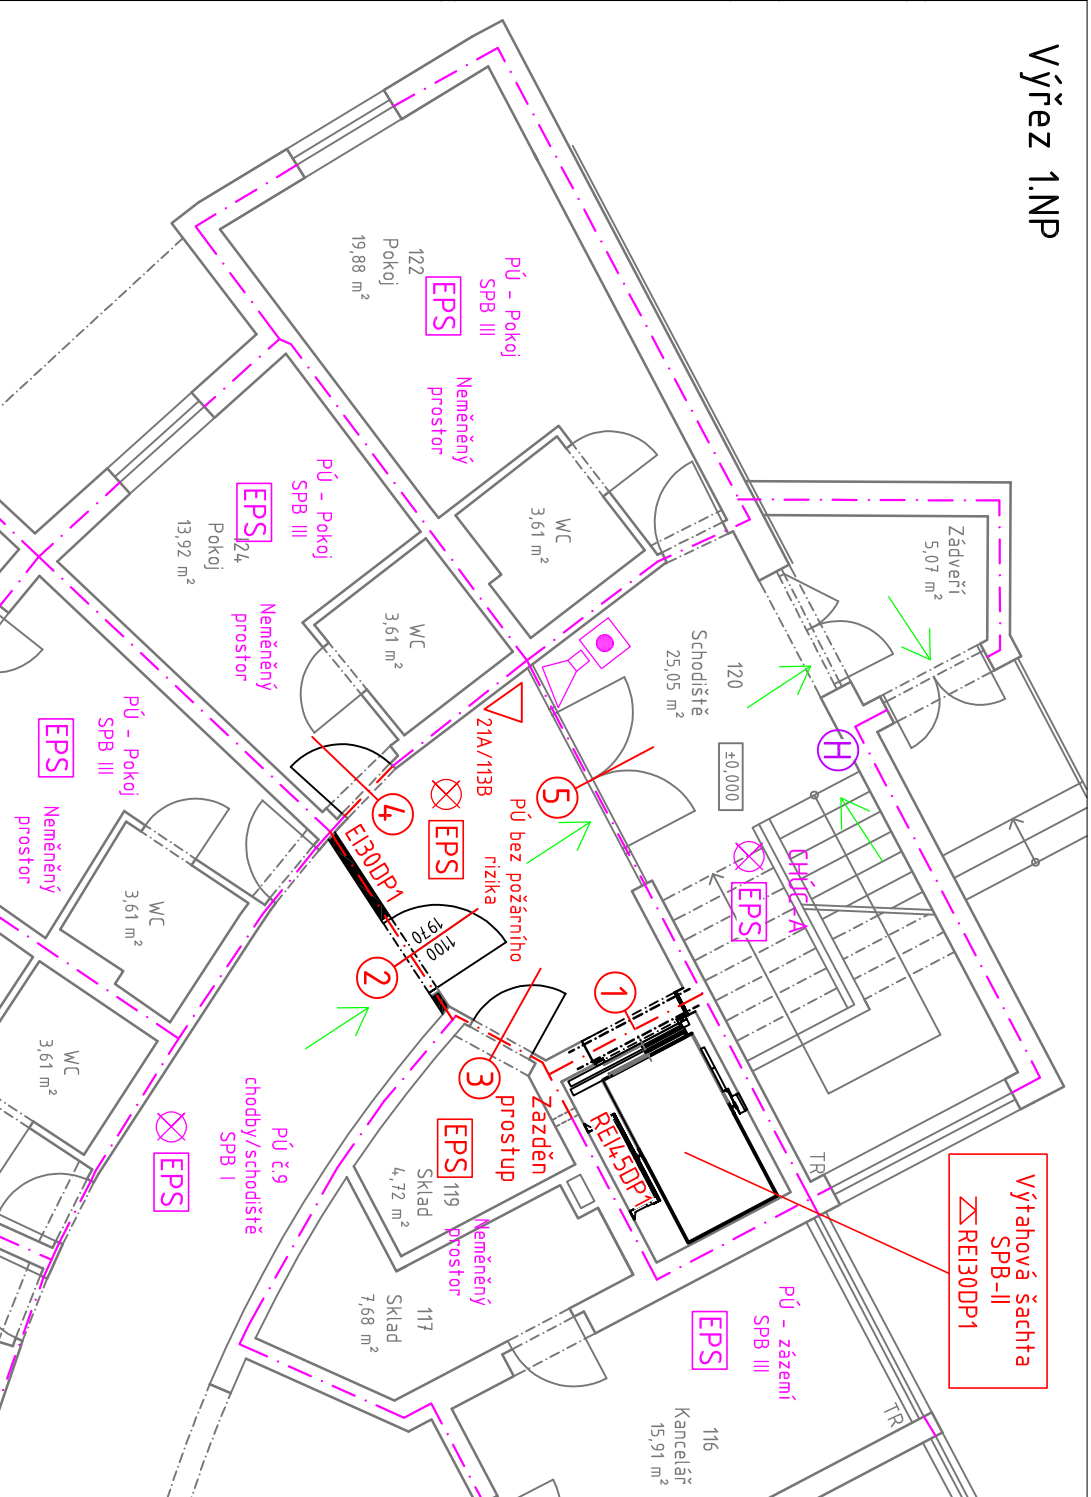 Výřez 1.NP
Výtahová šachta
SPB-II
REI30DP1
Zádveří
5,07 m²
120
Schodiště
25,05 m²
±0,000
H
CHÚC-A
EPS
TR
TR
PÚ - Pokoj
SPB III
EPS
122
Pokoj
19,88 m²
Neměněný
prostor
WC
3,61 m²
PÚ - Pokoj
SPB III
EPS
124
Pokoj
13,92 m²
Neměněný
prostor
WC
3,61 m²
21A/113B
EPS
PÚ bez požárního
rizika
5
4
EI30DP1
1100
1970
2
1
3
Zazděn
prostup
REI45DP1
EPS
119
Sklad
4,72 m²
Neměněný
prostor
117
Sklad
7,68 m²
PÚ - zázemí
SPB III
EPS
116
Kancelář
15,91 m²
PÚ - Pokoj
SPB III
EPS
Neměněný
prostor
WC
3,61 m²
WC
3,61 m²
PÚ č.9
chodby/schodiště
SPB I
EPS